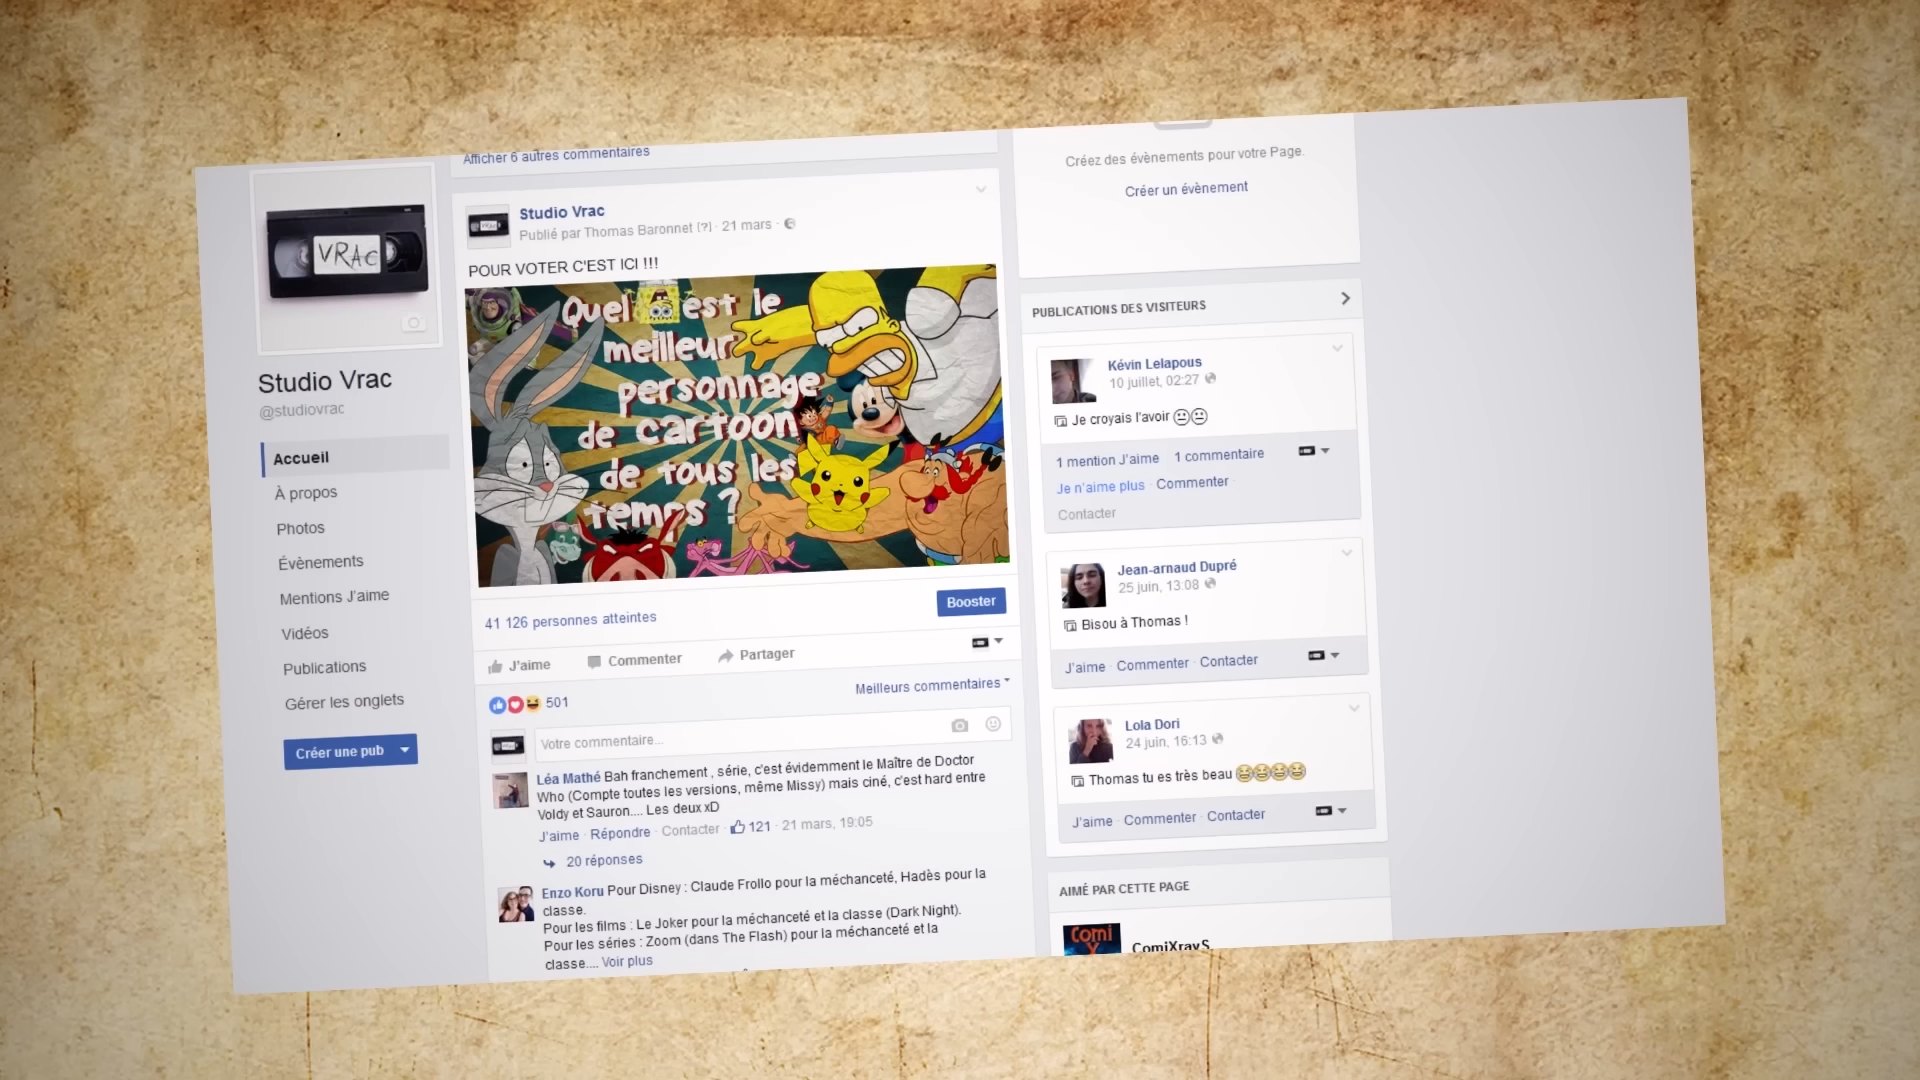 VRAC
Studio Vrac
@studiovrac
Accueil
À propos
Photos
Évènements
Mentions J'aime
Vidéos
Publications
Gérer les onglets
Créer une pub
Afficher 6 autres commentaires
Studio Vrac
Publié par Thomas Baronnet [?] · 21 mars ·
POUR VOTER C'EST ICI !!!
Quel est le
meilleur
personnage
de cartoon
de tous les
temps ?
41 126 personnes atteintes
Booster
J'aime Commenter Partager
501
Meilleurs commentaires
Votre commentaire...
Léa Mathé Bah franchement , série, c'est évidemment le Maître de Doctor
Who (Compte toutes les versions, même Missy) mais ciné, c'est hard entre
Voldy et Sauron.... Les deux xD
J'aime · Répondre · Contacter · 121 · 21 mars, 19:05
20 réponses
Enzo Koru Pour Disney : Claude Frollo pour la méchanceté, Hadès pour la
classe.
Pour les films : Le Joker pour la méchanceté et la classe (Dark Night).
Pour les séries : Zoom (dans The Flash) pour la méchanceté et la
classe.... Voir plus
Créez des évènements pour votre Page.
Créer un évènement
PUBLICATIONS DES VISITEURS
Kévin Lelapous
10 juillet, 02:27
Je croyais l'avoir 😐😐
1 mention J'aime 1 commentaire
Je n'aime plus · Commenter ·
Contacter
Jean-arnaud Dupré
25 juin, 13:08
Bisou à Thomas !
J'aime · Commenter · Contacter
Lola Dori
24 juin, 16:13
Thomas tu es très beau 😂😂😂😂
J'aime · Commenter · Contacter
AIMÉ PAR CETTE PAGE
Comi
X
ComiXrayS